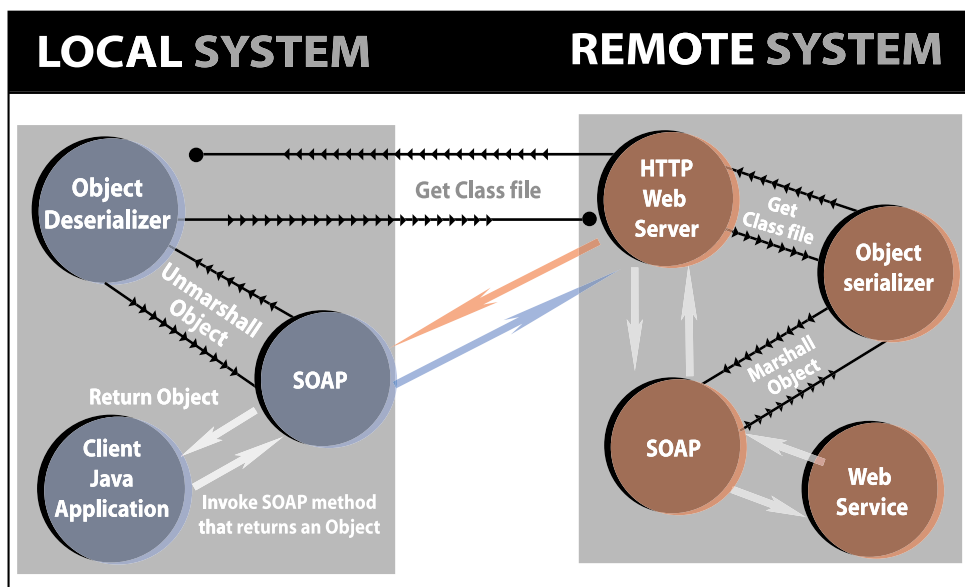 LOCAL SYSTEM
REMOTE SYSTEM
Object
Deserializer
Get Class file
HTTP
Web
Server
Get
Class file
Object
serializer
Unmarshall
Object
SOAP
Marshall
Object
Return Object
Client
Java
Application
Invoke SOAP method
that returns an Object
SOAP
Web
Service